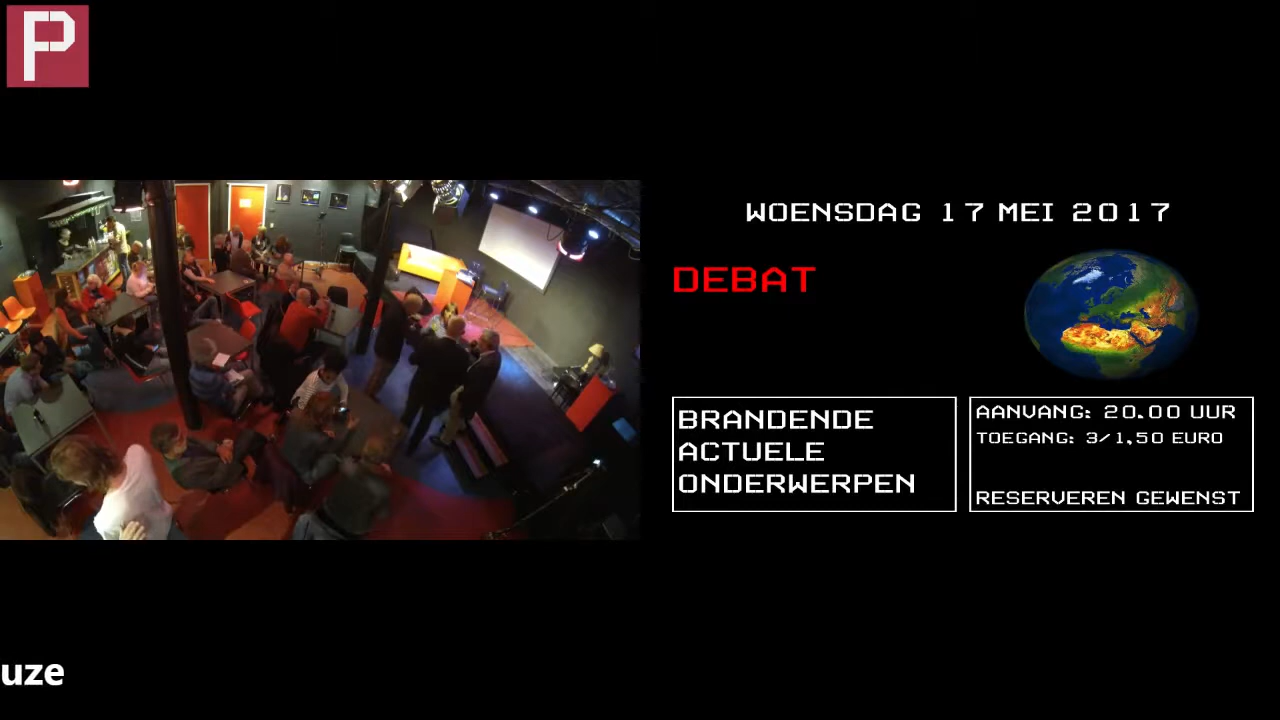 P
WOENSDAG 17 MEI 2017
DEBAT
BRANDENDE
ACTUELE
ONDERWERPEN
AANVANG: 20.00 UUR
TOEGANG: 3/1,50 EURO
RESERVEREN GEWENST
uze